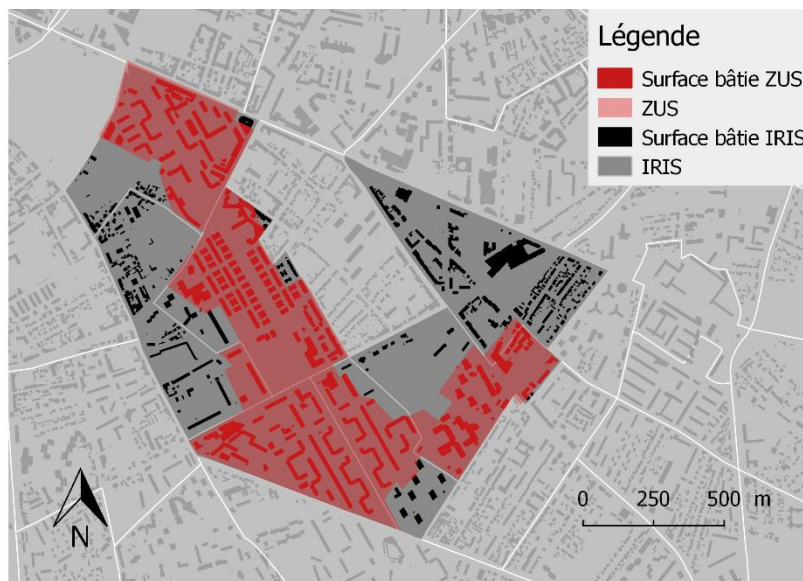 Légende
Surface bâtie ZUS
ZUS
Surface bâtie IRIS
IRIS
0 250 500 m
N